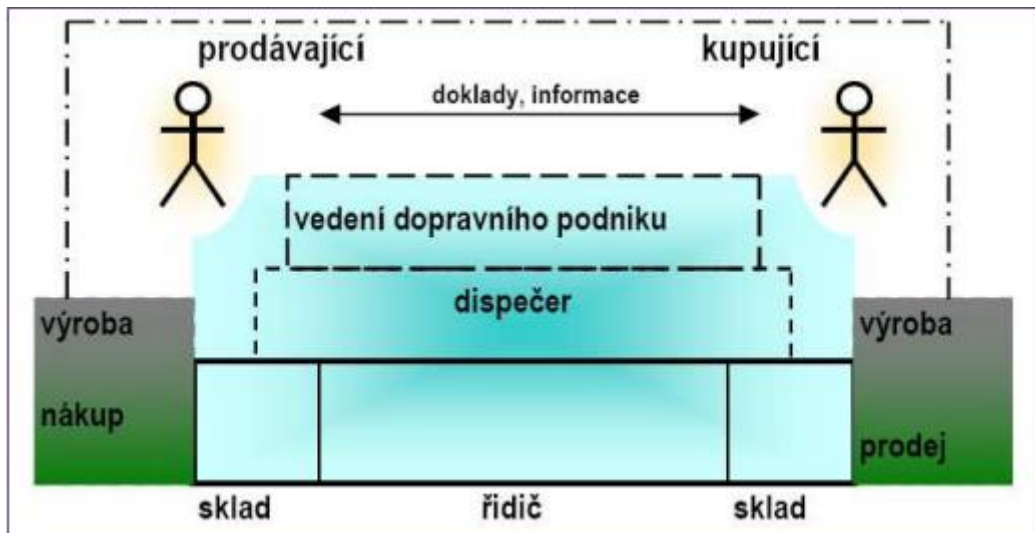 prodávající
kupující
doklady, informace
vedení dopravního podniku
dispečer
výroba
výroba
nákup
prodej
sklad
řidič
sklad